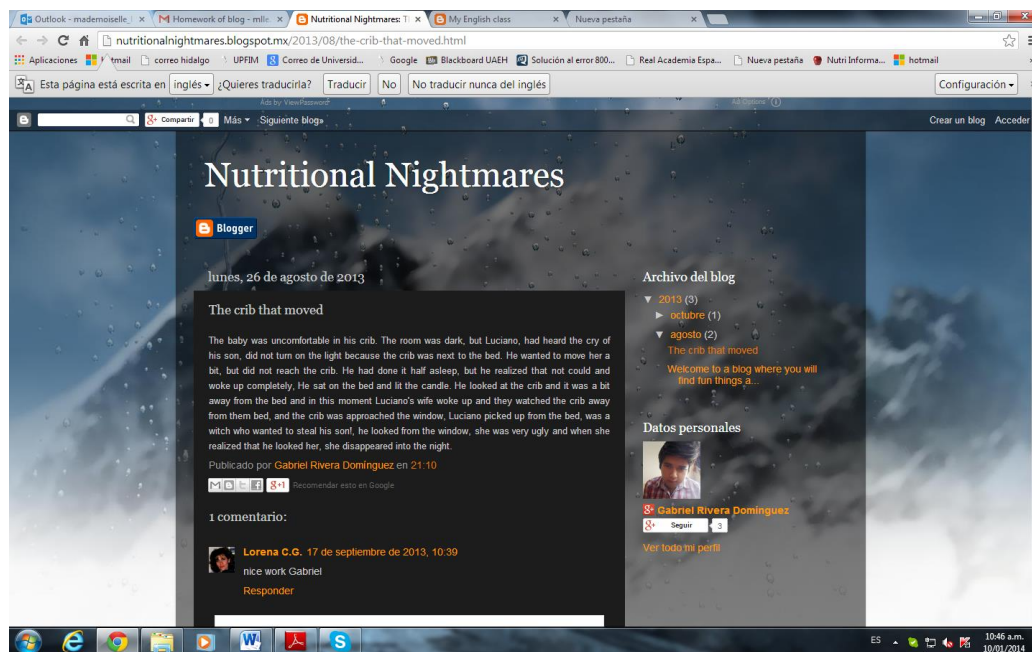 Outlook - mademoiselle_
Homework of blog - mlle
Nutritional Nightmares: T
My English class
Nueva pestaña
nutritionalnightmares.blogspot.mx/2013/08/the-crib-that-moved.html
Aplicaciones
correo hidalgo
UPFIM
Correo de Universid...
Google
Blackboard UAEH
Solución al error 800...
Real Academia Espa...
Nueva pestaña
Nutri Informa...
hotmail
Esta página está escrita en inglés ¿Quieres traducirla? Traducir No No traducir nunca del inglés Configuración
Ads by ViewPassword
Ad Options
Compartir 0 Más Siguiente blog» Crear un blog Acceder
Nutritional Nightmares
Blogger
lunes, 26 de agosto de 2013
The crib that moved
The baby was uncomfortable in his crib. The room was dark, but Luciano, had heard the cry of
his son, did not turn on the light because the crib was next to the bed. He wanted to move her a
bit, but did not reach the crib. He had done it half asleep, but he realized that not could and
woke up completely, He sat on the bed and lit the candle. He looked at the crib and it was a bit
away from the bed and in this moment Luciano's wife woke up and they watched the crib away
from them bed, and the crib was approached the window, Luciano picked up from the bed, was a
witch who wanted to steal his son!, he looked from the window, she was very ugly and when she
realized that he looked her, she disappeared into the night.
Publicado por Gabriel Rivera Domínguez en 21:10
Recomendar esto en Google
1 comentario:
Lorena C.G. 17 de septiembre de 2013, 10:39
nice work Gabriel
Responder
Archivo del blog
▼ 2013 (3)
► octubre (1)
▼ agosto (2)
The crib that moved
Welcome to a blog where you will
find fun things a...
Datos personales
Gabriel Rivera Domínguez
Seguir 3
Ver todo mi perfil
ES
10:46 a.m.
10/01/2014